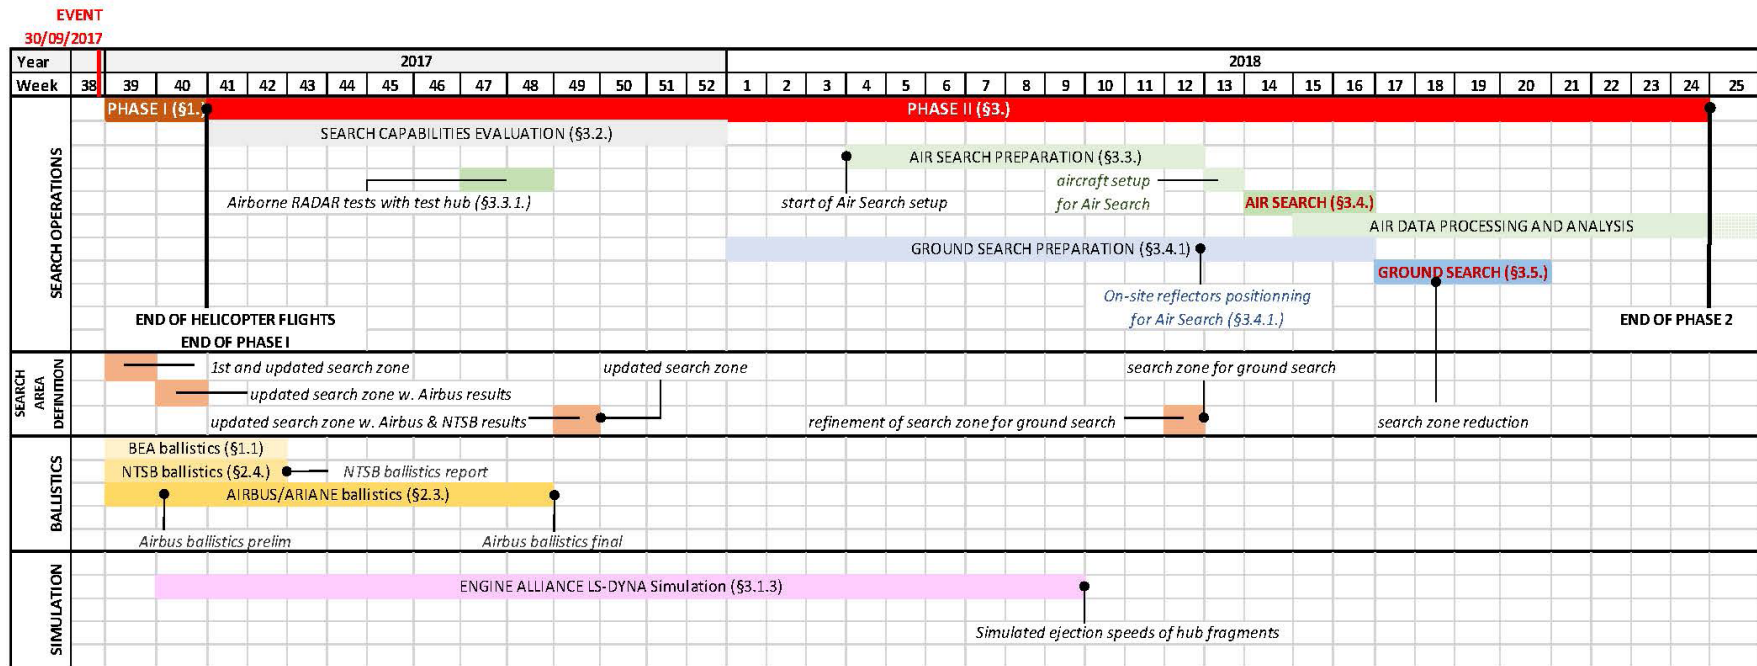 EVENT
30/09/2017
Year 2017 2018
Week 38 39 40 41 42 43 44 45 46 47 48 49 50 51 52 1 2 3 4 5 6 7 8 9 10 11 12 13 14 15 16 17 18 19 20 21 22 23 24 25
SEARCH OPERATIONS
PHASE I (§1.) PHASE II (§3.)
SEARCH CAPABILITIES EVALUATION (§3.2.)
AIR SEARCH PREPARATION (§3.3.)
aircraft setup
for Air Search
Airborne RADAR tests with test hub (§3.3.1.)
start of Air Search setup
AIR SEARCH (§3.4.)
AIR DATA PROCESSING AND ANALYSIS
GROUND SEARCH PREPARATION (§3.4.1)
GROUND SEARCH (§3.5.)
On-site reflectors positionning
for Air Search (§3.4.1.)
END OF HELICOPTER FLIGHTS
END OF PHASE I
END OF PHASE 2
SEARCH
AREA
DEFINITION
1st and updated search zone
updated search zone
search zone for ground search
updated search zone w. Airbus results
updated search zone w. Airbus & NTSB results
refinement of search zone for ground search
search zone reduction
BALLISTICS
BEA ballistics (§1.1)
NTSB ballistics (§2.4.)
NTSB ballistics report
AIRBUS/ARIANE ballistics (§2.3.)
Airbus ballistics prelim
Airbus ballistics final
SIMULATION
ENGINE ALLIANCE LS-DYNA Simulation (§3.1.3)
Simulated ejection speeds of hub fragments